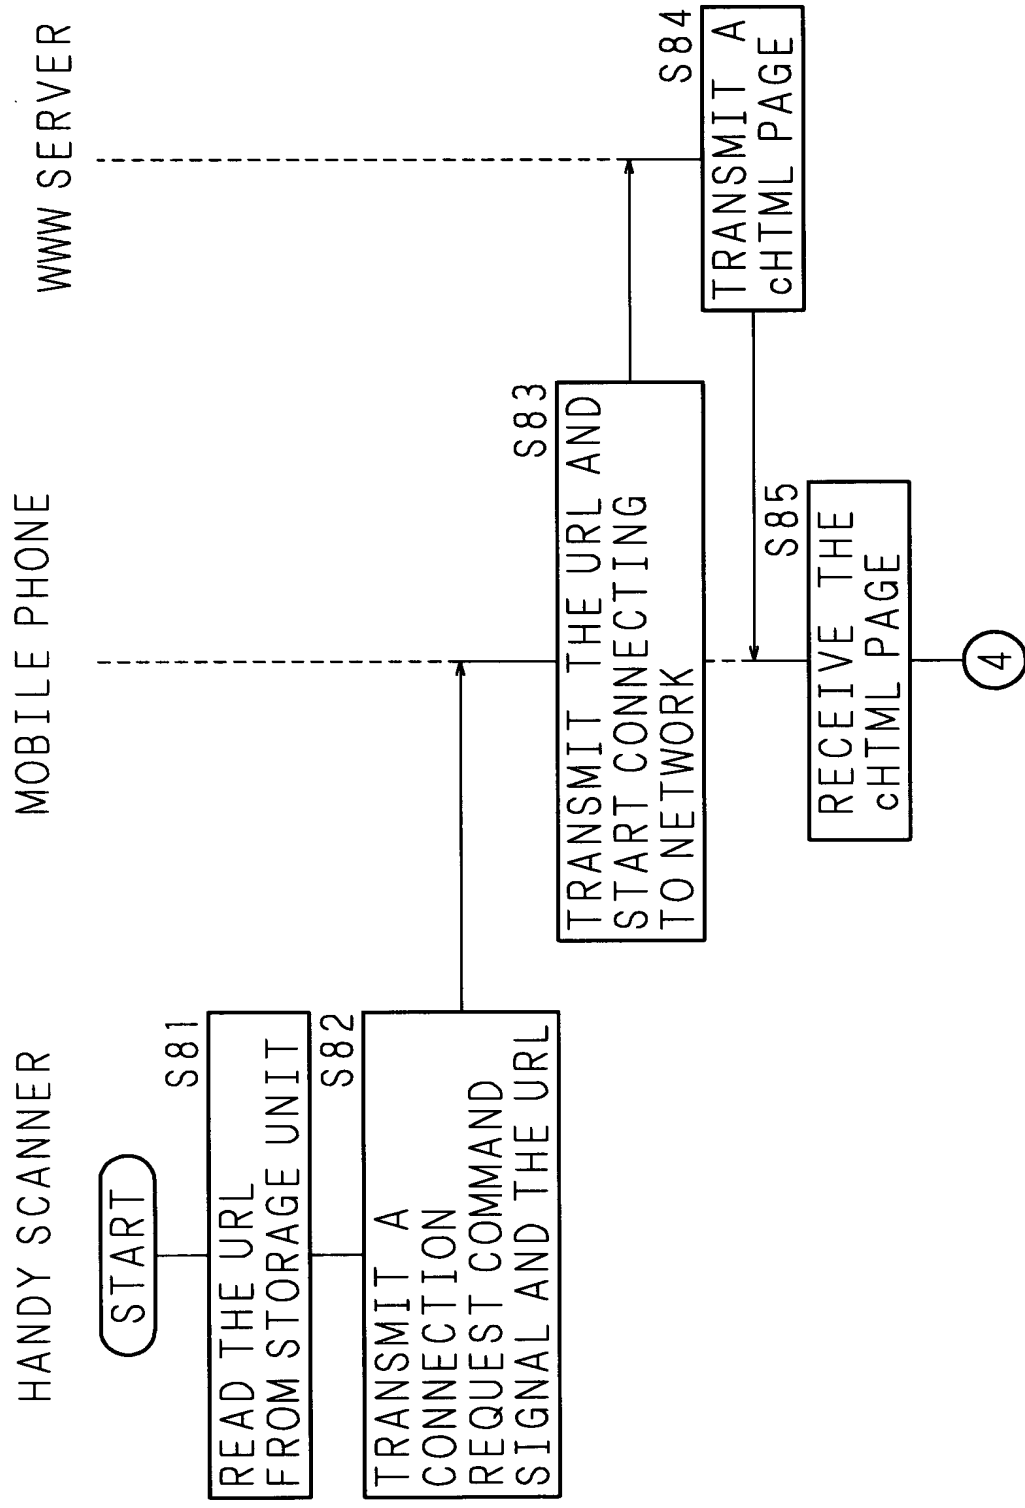 HANDY SCANNER
MOBILE PHONE
WWW SERVER
START
S81
READ THE URL
FROM STORAGE UNIT
S82
TRANSMIT A
CONNECTION
REQUEST COMMAND
SIGNAL AND THE URL
S83
TRANSMIT THE URL AND
START CONNECTING
TO NETWORK
S84
TRANSMIT A
cHTML PAGE
S85
RECEIVE THE
cHTML PAGE
4